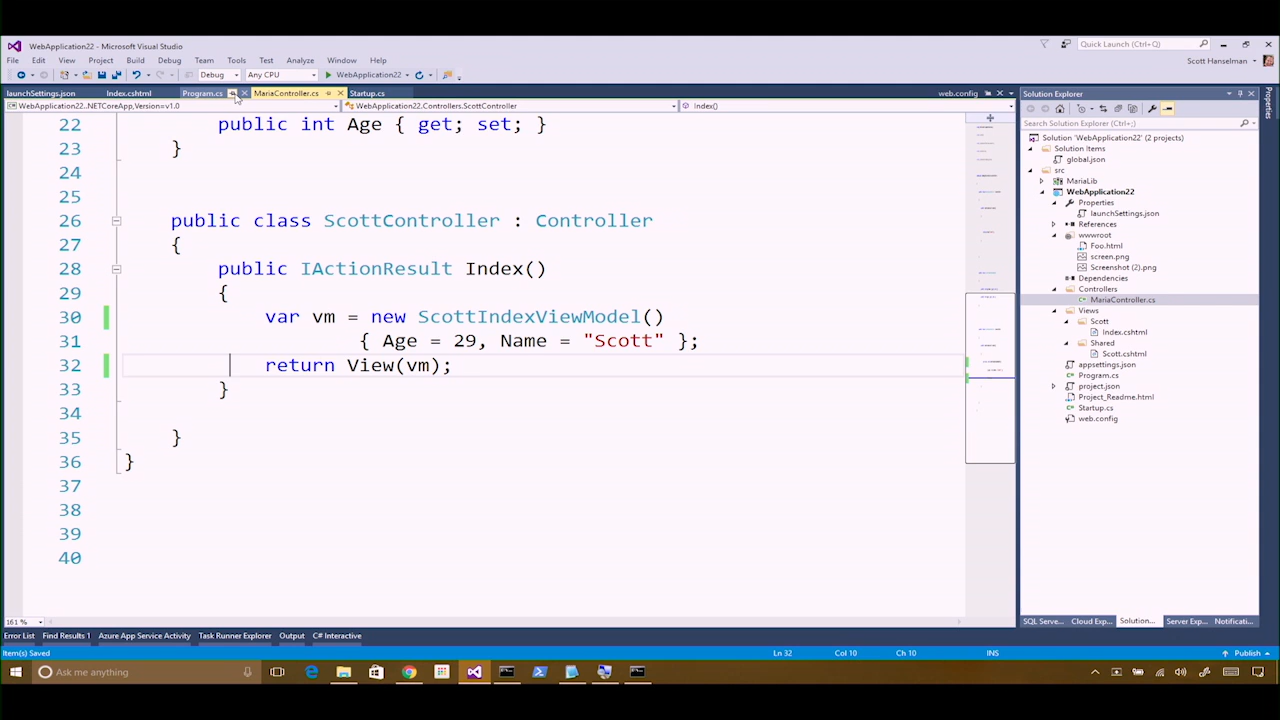 WebApplication22 - Microsoft Visual Studio
Quick Launch (Ctrl+;)
File Edit View Project Build Debug Team Tools Test Analyze Window Help
Scott Hanselman
Debug Any CPU WebApplication22
launchSettings.json Index.cshtml Program.cs MariaController.cs Startup.cs web.config
WebApplication22..NETCoreApp,Version=v1.0 WebApplication22.Controllers.ScottController Index()
22 public int Age { get; set; }
23 }
24
25
26 public class ScottController : Controller
27 {
28 public IActionResult Index()
29 {
30 var vm = new ScottIndexViewModel()
31 { Age = 29, Name = "Scott" };
32 return View(vm);
33 }
34
35 }
36 }
37
38
39
40
161 %
Solution Explorer
Search Solution Explorer (Ctrl+;)
Solution 'WebApplication22' (2 projects)
Solution Items
global.json
src
MariaLib
WebApplication22
Properties
launchSettings.json
References
wwwroot
Foo.html
screen.png
Screenshot (2).png
Dependencies
Controllers
MariaController.cs
Views
Scott
Index.cshtml
Shared
Scott.cshtml
appsettings.json
Program.cs
project.json
Project_Readme.html
Startup.cs
web.config
Properties
SQL Serve... Cloud Exp... Solution... Server Exp... Notificati...
Error List Find Results 1 Azure App Service Activity Task Runner Explorer Output C# Interactive
Item(s) Saved Ln 32 Col 10 Ch 10 INS Publish
Ask me anything